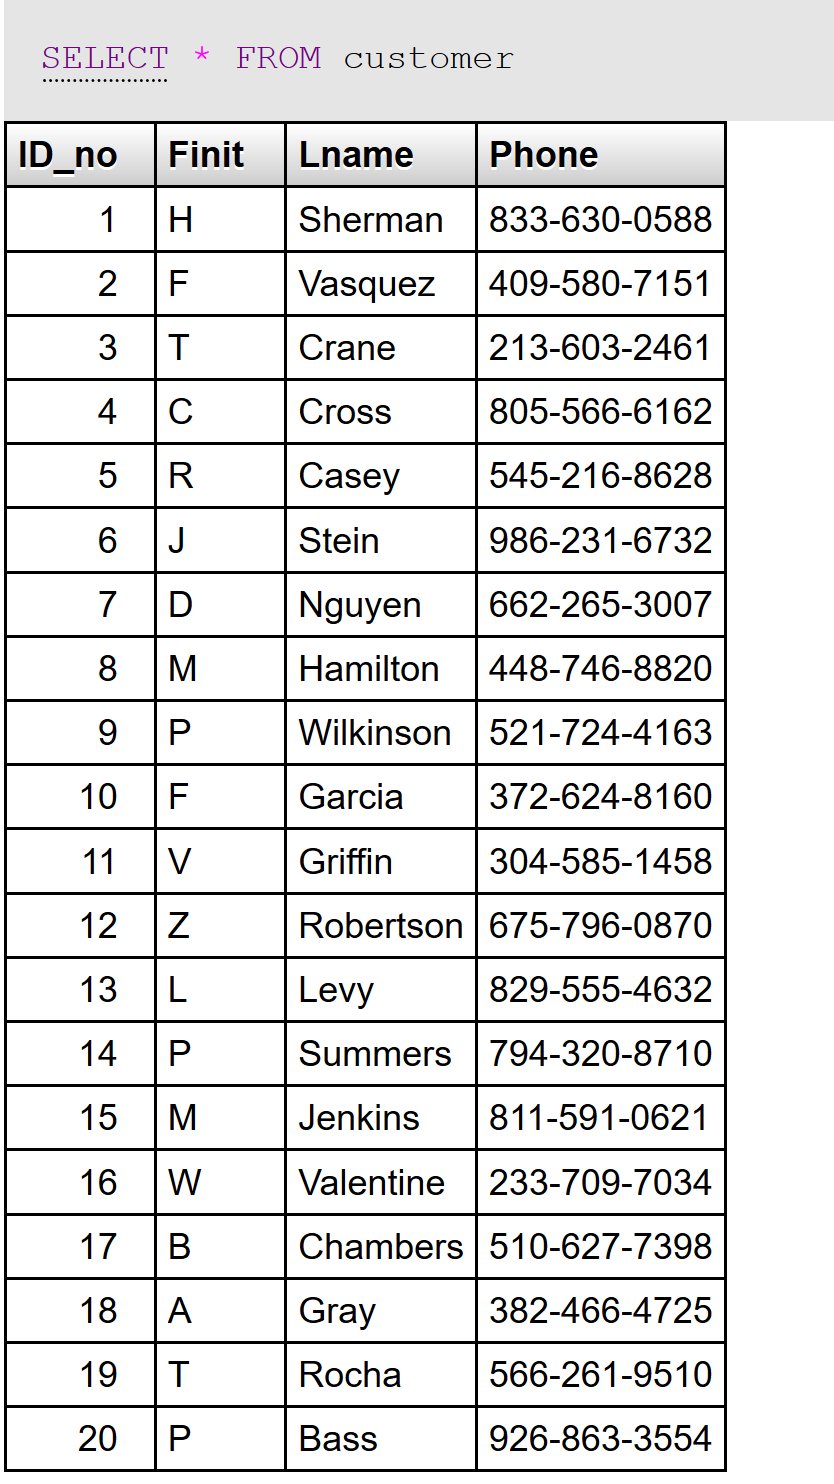 SELECT * FROM customer
ID_no Finit Lname Phone
1 H Sherman 833-630-0588
2 F Vasquez 409-580-7151
3 T Crane 213-603-2461
4 C Cross 805-566-6162
5 R Casey 545-216-8628
6 J Stein 986-231-6732
7 D Nguyen 662-265-3007
8 M Hamilton 448-746-8820
9 P Wilkinson 521-724-4163
10 F Garcia 372-624-8160
11 V Griffin 304-585-1458
12 Z Robertson 675-796-0870
13 L Levy 829-555-4632
14 P Summers 794-320-8710
15 M Jenkins 811-591-0621
16 W Valentine 233-709-7034
17 B Chambers 510-627-7398
18 A Gray 382-466-4725
19 T Rocha 566-261-9510
20 P Bass 926-863-3554